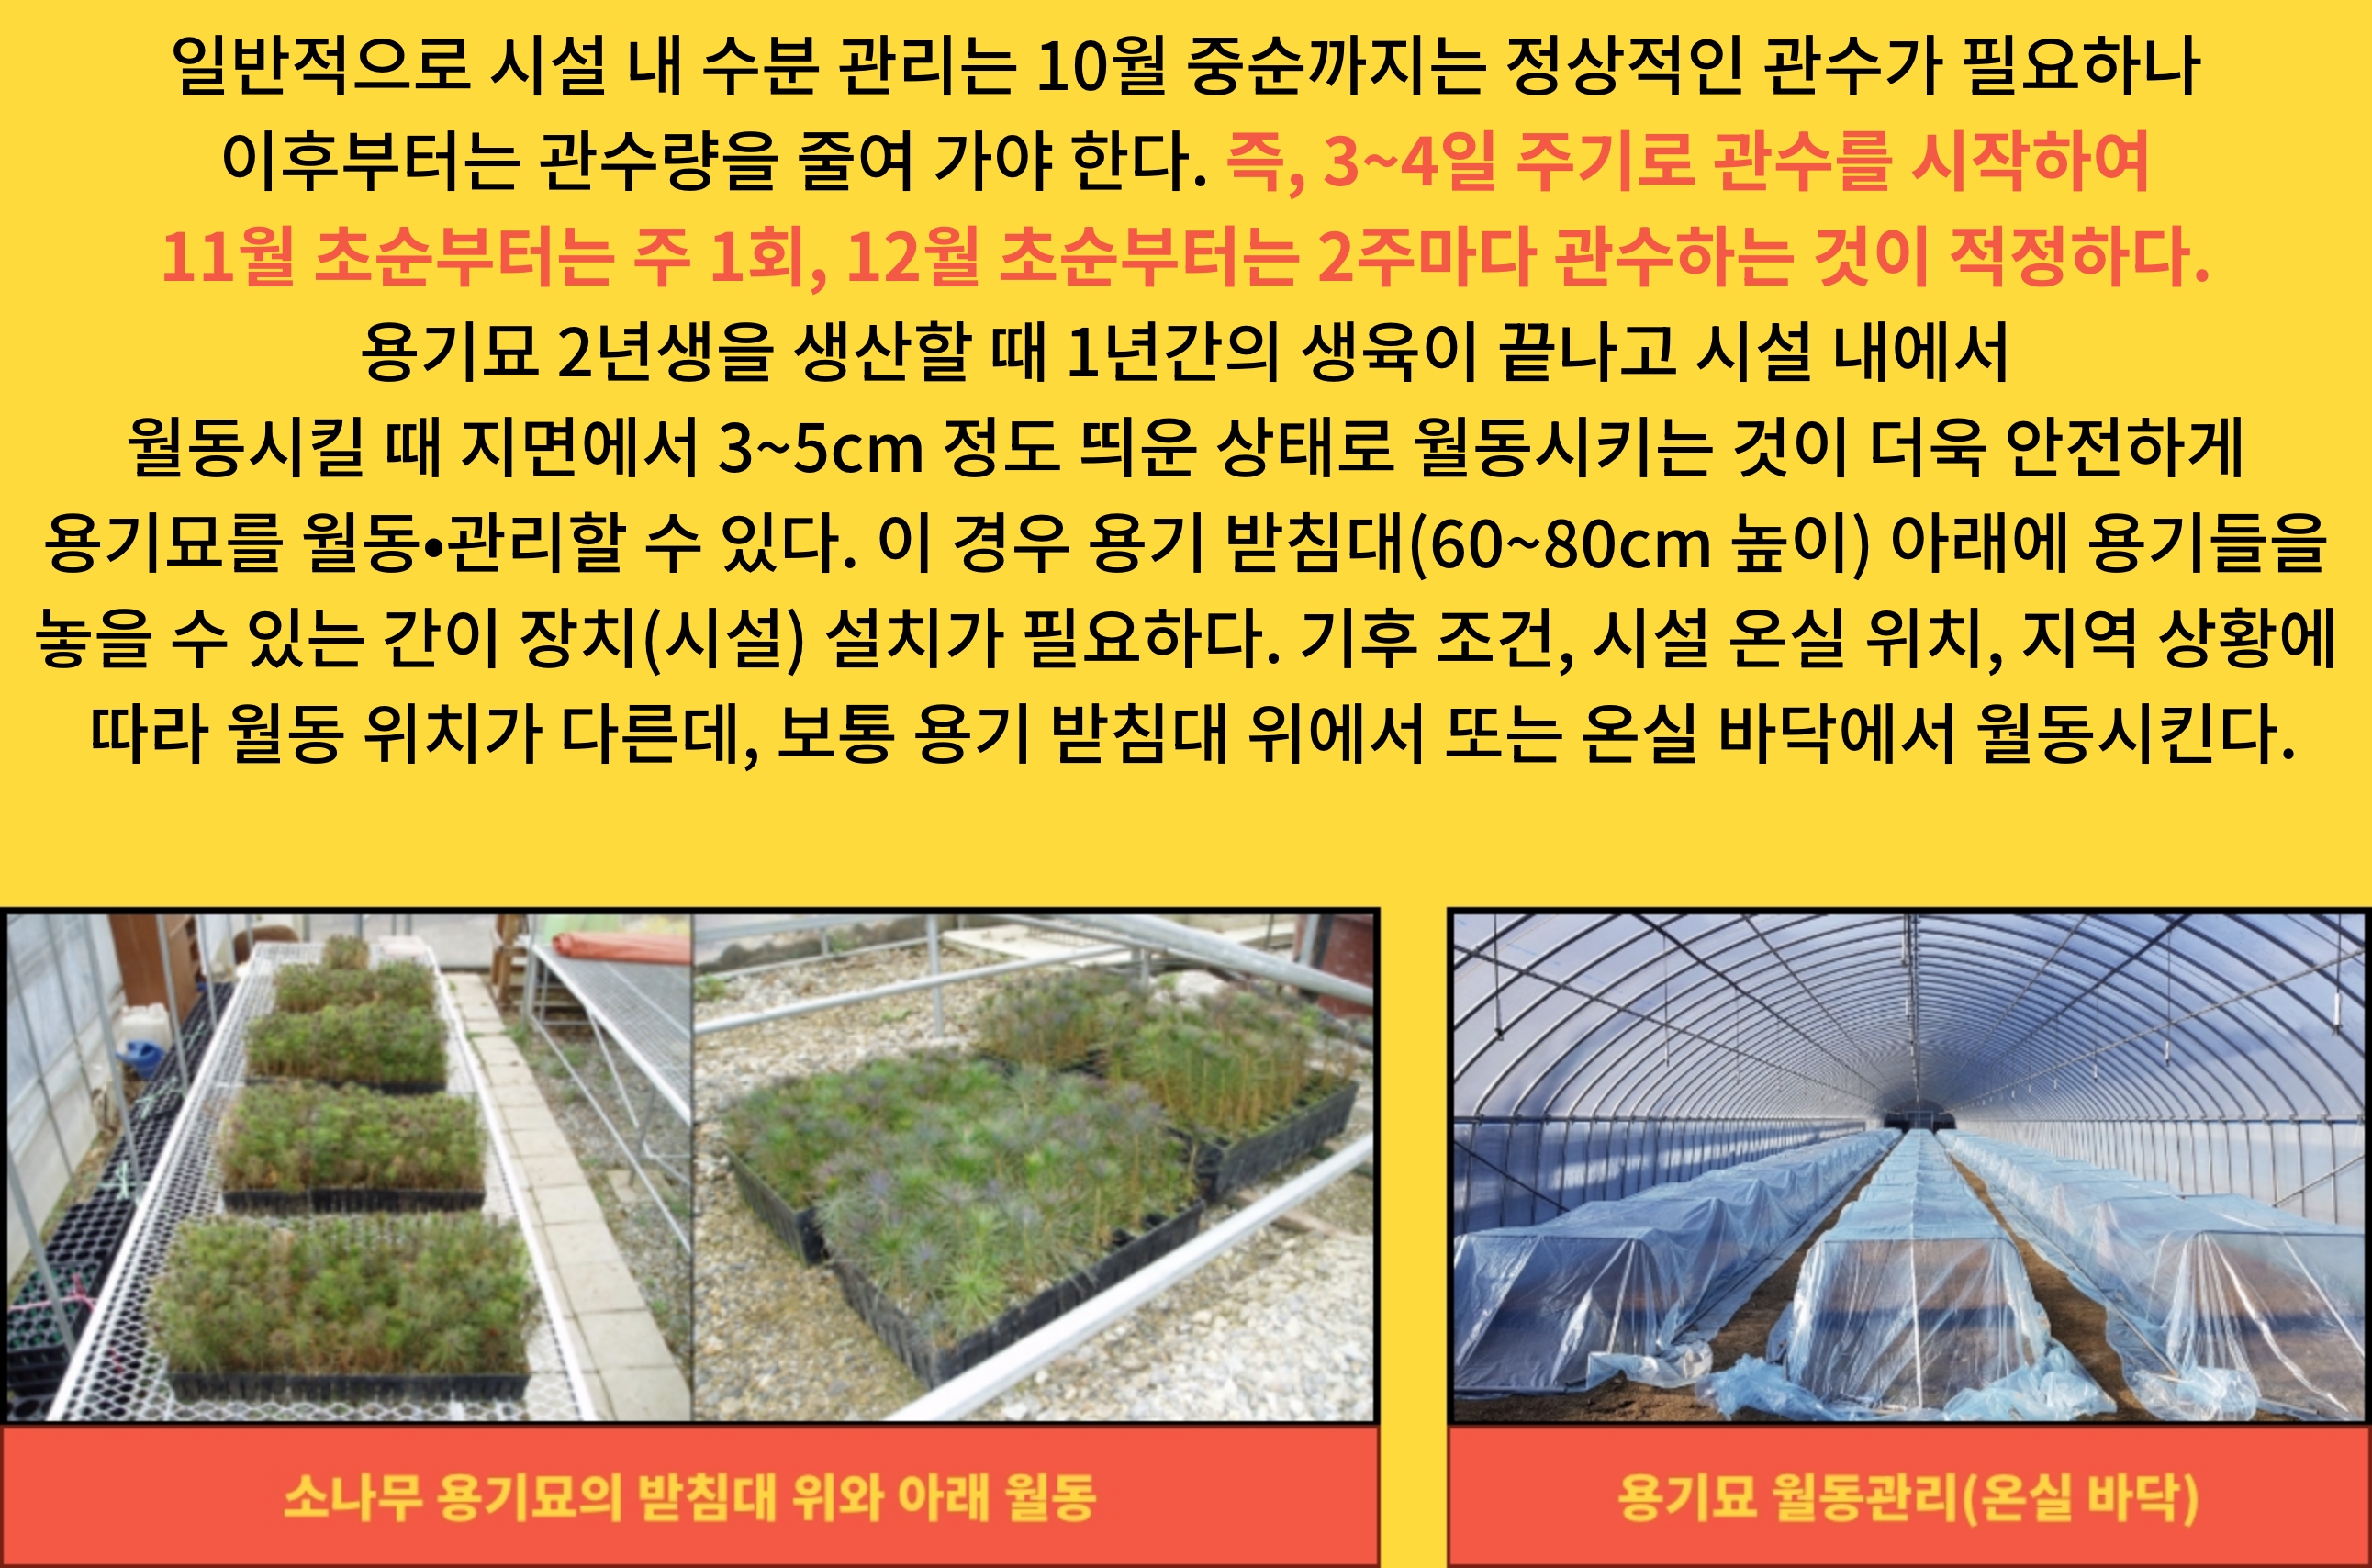 일반적으로 시설 내 수분 관리는 10월 중순까지는 정상적인 관수가 필요하나
이후부터는 관수량을 줄여 가야 한다. 즉, 3~4일 주기로 관수를 시작하여
11월 초순부터는 주 1회, 12월 초순부터는 2주마다 관수하는 것이 적정하다.
용기묘 2년생을 생산할 때 1년간의 생육이 끝나고 시설 내에서
월동시킬 때 지면에서 3~5cm 정도 띄운 상태로 월동시키는 것이 더욱 안전하게
용기묘를 월동•관리할 수 있다. 이 경우 용기 받침대(60~80cm 높이) 아래에 용기들을
놓을 수 있는 간이 장치(시설) 설치가 필요하다. 기후 조건, 시설 온실 위치, 지역 상황에
따라 월동 위치가 다른데, 보통 용기 받침대 위에서 또는 온실 바닥에서 월동시킨다.
소나무 용기묘의 받침대 위와 아래 월동
용기묘 월동관리(온실 바닥)